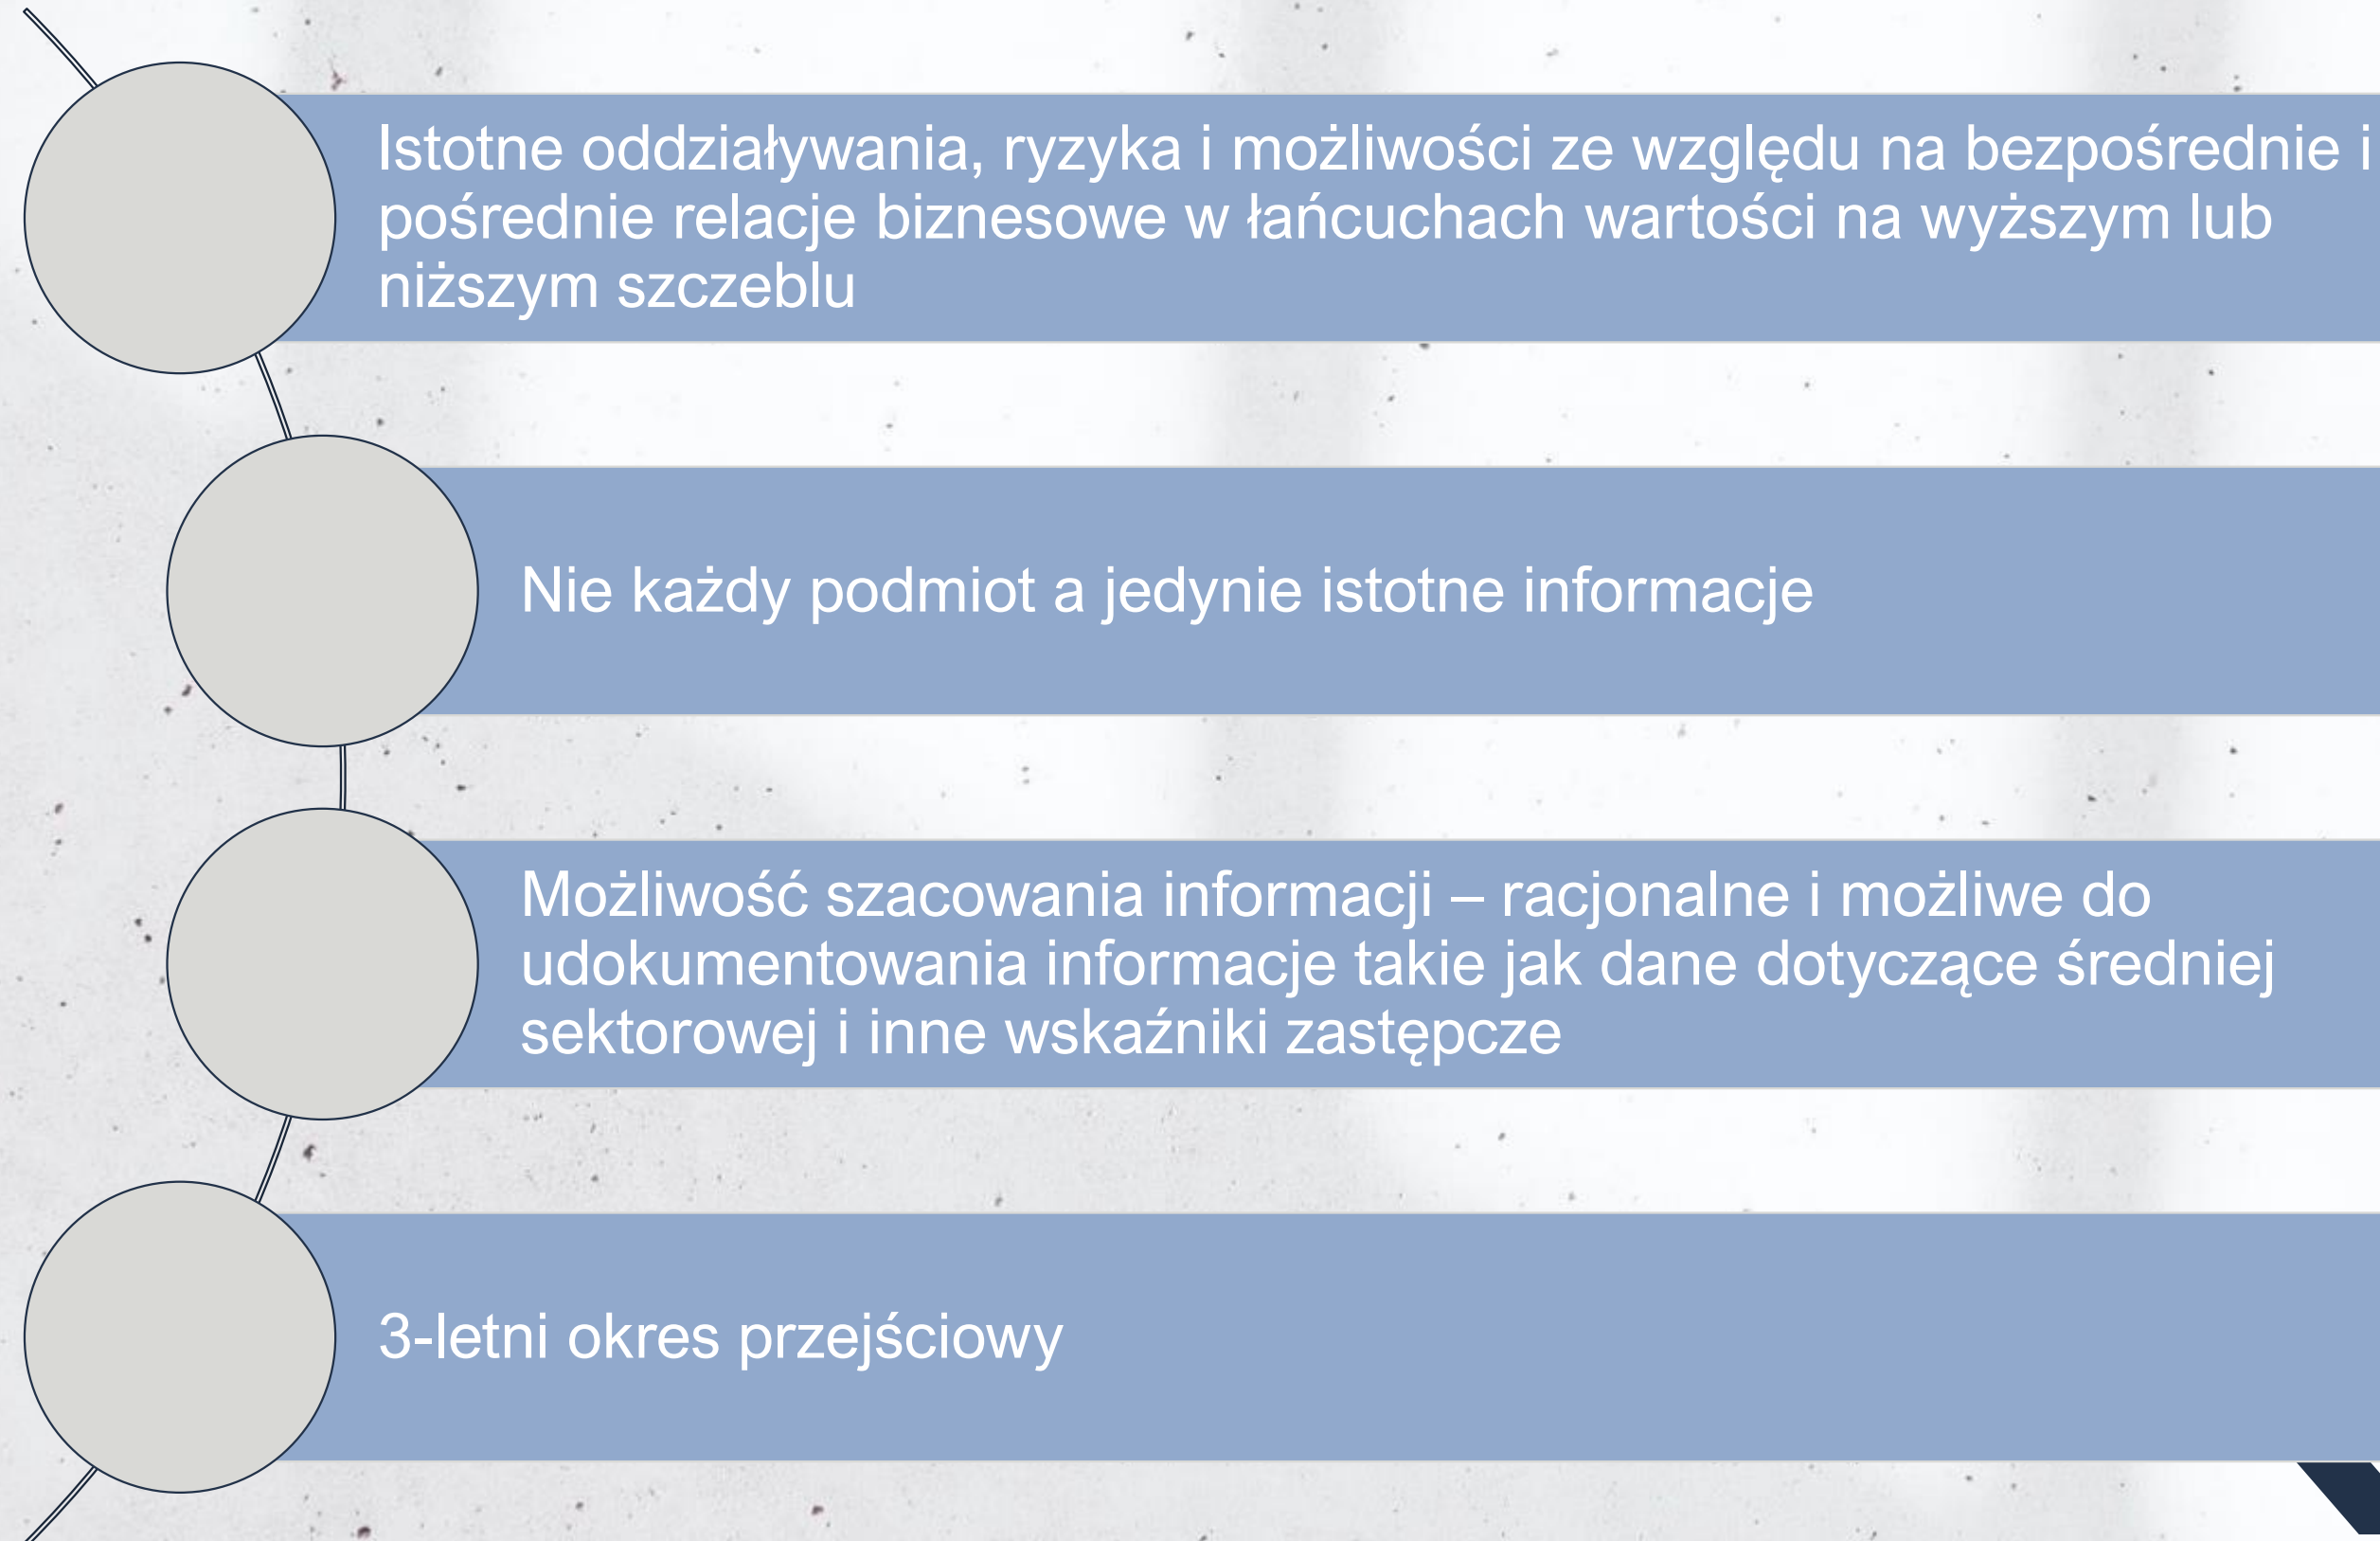 Istotne oddziaływania, ryzyka i możliwości ze względu na bezpośrednie i
pośrednie relacje biznesowe w łańcuchach wartości na wyższym lub
niższym szczeblu
Nie każdy podmiot a jedynie istotne informacje
Możliwość szacowania informacji – racjonalne i możliwe do
udokumentowania informacje takie jak dane dotyczące średniej
sektorowej i inne wskaźniki zastępcze
3-letni okres przejściowy